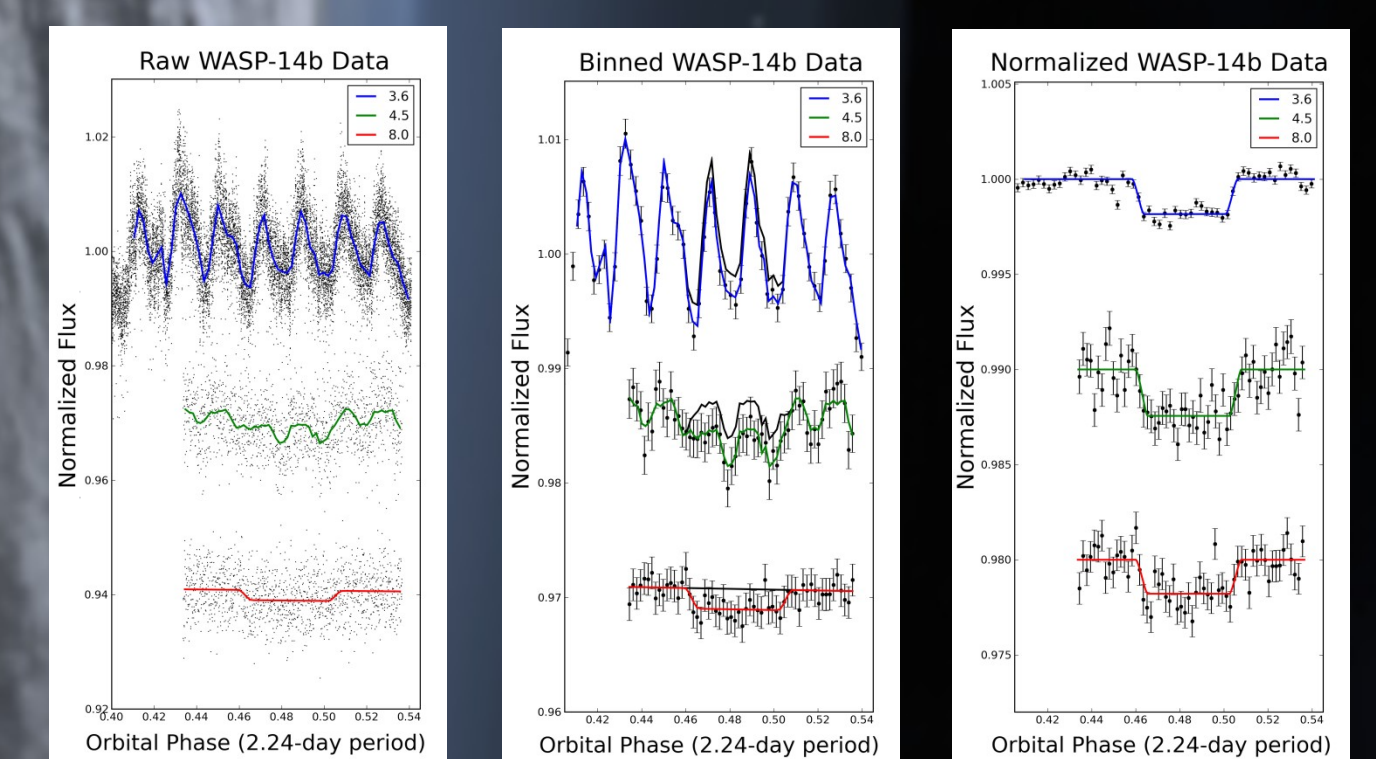 Raw WASP-14b Data
3.6
4.5
8.0
1.02
1.00
0.98
0.96
0.94
0.92
Normalized Flux
0.40 0.42 0.44 0.46 0.48 0.50 0.52 0.54
Orbital Phase (2.24-day period)
Binned WASP-14b Data
3.6
4.5
8.0
1.01
1.00
0.99
0.98
0.97
0.96
Normalized Flux
0.42 0.44 0.46 0.48 0.50 0.52 0.54
Orbital Phase (2.24-day period)
Normalized WASP-14b Data
3.6
4.5
8.0
1.005
1.000
0.995
0.990
0.985
0.980
0.975
Normalized Flux
0.42 0.44 0.46 0.48 0.50 0.52 0.54
Orbital Phase (2.24-day period)